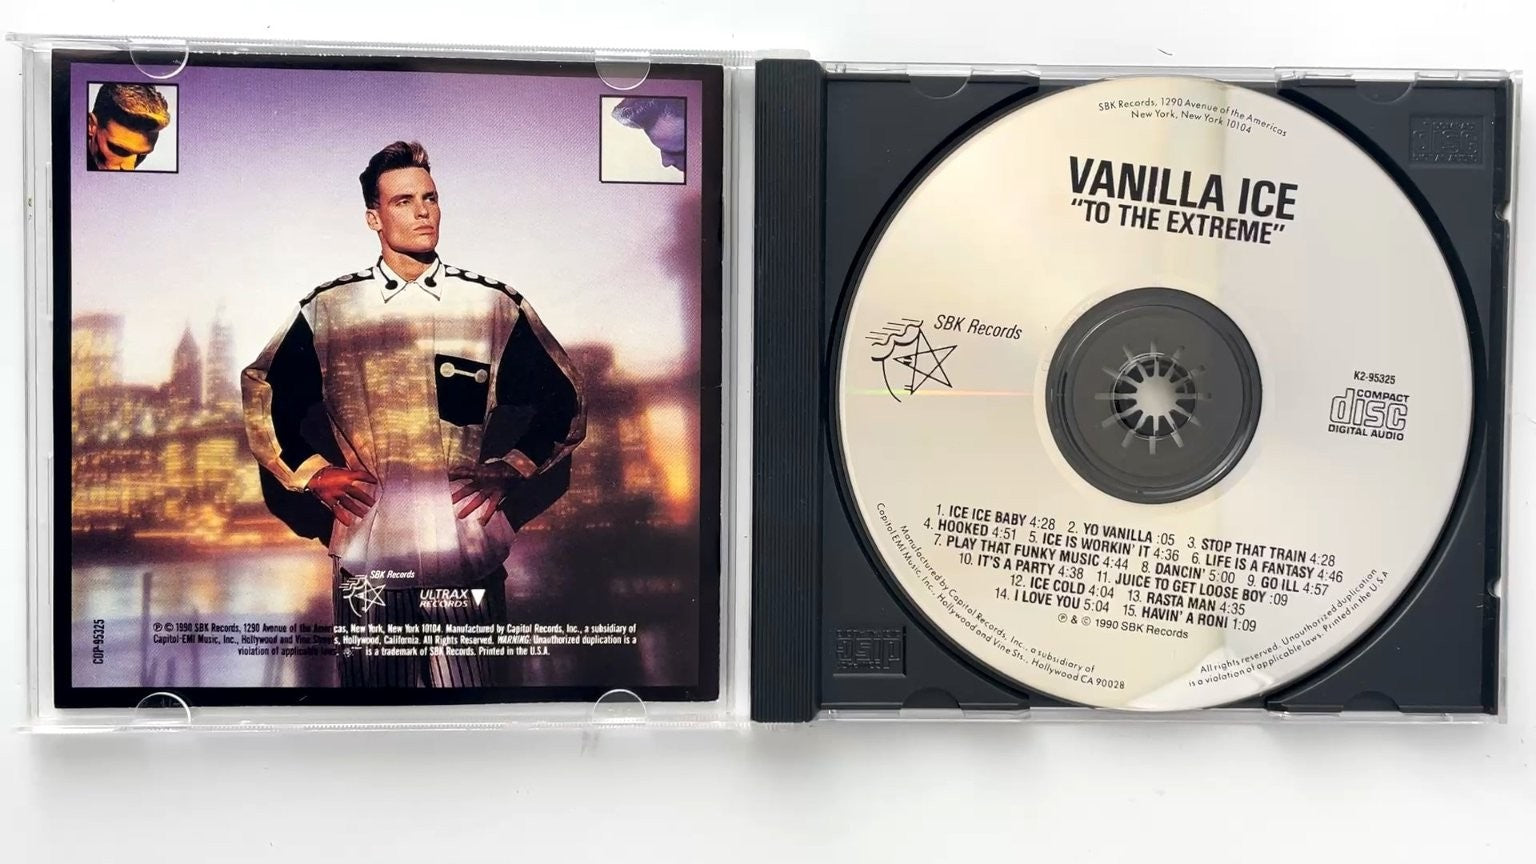 SBK Records
ULTRAX
RECORDS
℗ © 1990 SBK Records, 1290 Avenue of the Americas, New York, New York 10104. Manufactured by Capitol Records, Inc., a subsidiary of
Capitol-EMI Music, Inc., Hollywood and Vine Streets, Hollywood, California. All Rights Reserved. WARNING: Unauthorized duplication is a
violation of applicable laws. is a trademark of SBK Records. Printed in the U.S.A.
CDP-95325
SBK Records, 1290 Avenue of the Americas
New York, New York 10104
VANILLA ICE
"TO THE EXTREME"
SBK Records
K2-95325
COMPACT
disc
DIGITAL AUDIO
1. ICE ICE BABY 4:28 2. YO VANILLA :05 3. STOP THAT TRAIN 4:28
4. HOOKED 4:51 5. ICE IS WORKIN' IT 4:36 6. LIFE IS A FANTASY 4:46
7. PLAY THAT FUNKY MUSIC 4:44 8. DANCIN' 5:00 9. GO ILL 4:57
10. IT'S A PARTY 4:38 11. JUICE TO GET LOOSE BOY :09
12. ICE COLD 4:04 13. RASTA MAN 4:35
14. I LOVE YOU 5:04 15. HAVIN' A RONI 1:09
℗ & © 1990 SBK Records
Manufactured by Capitol Records, Inc., a subsidiary of
Capitol-EMI Music, Inc., Hollywood and Vine Sts., Hollywood CA 90028
All rights reserved. Unauthorized duplication
is a violation of applicable laws. Printed in the U.S.A